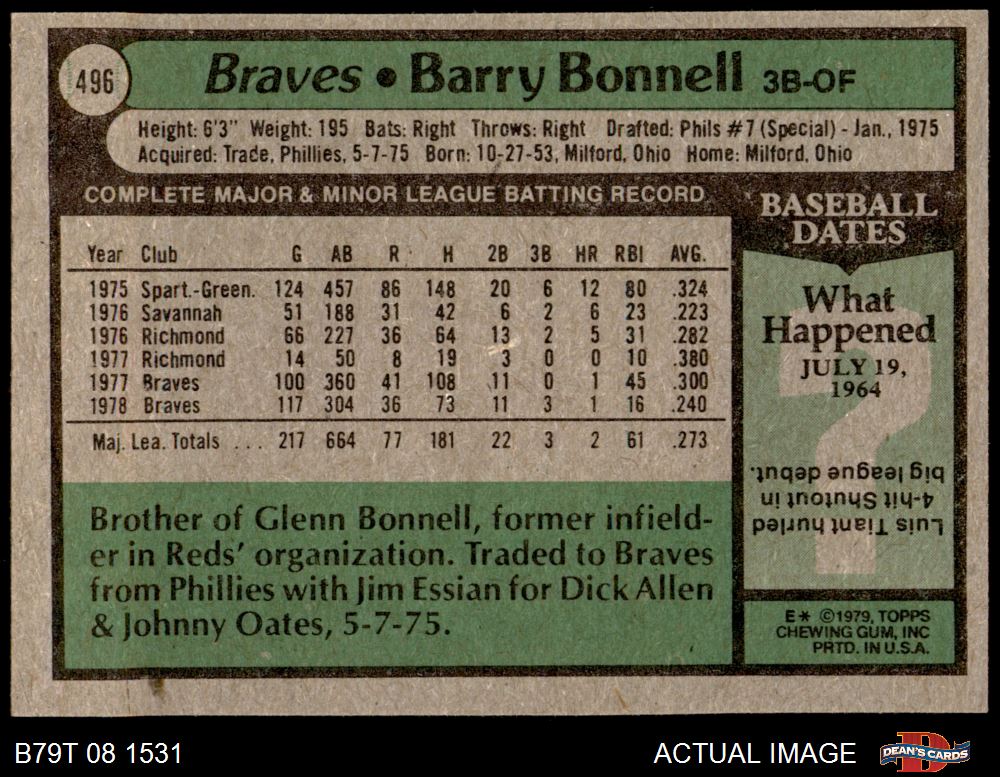 496
Braves • Barry Bonnell 3B-OF
Height: 6'3" Weight: 195 Bats: Right Throws: Right Drafted: Phils #7 (Special) - Jan., 1975
Acquired: Trade, Phillies, 5-7-75 Born: 10-27-53, Milford, Ohio Home: Milford, Ohio
COMPLETE MAJOR & MINOR LEAGUE BATTING RECORD
Year Club G AB R H 2B 3B HR RBI AVG.
1975 Spart.-Green. 124 457 86 148 20 6 12 80 .324
1976 Savannah 51 188 31 42 6 2 6 23 .223
1976 Richmond 66 227 36 64 13 2 5 31 .282
1977 Richmond 14 50 8 19 3 0 0 10 .380
1977 Braves 100 360 41 108 11 0 1 45 .300
1978 Braves 117 304 36 73 11 3 1 16 .240
Maj. Lea. Totals ... 217 664 77 181 22 3 2 61 .273
Brother of Glenn Bonnell, former infield-
er in Reds' organization. Traded to Braves
from Phillies with Jim Essian for Dick Allen
& Johnny Oates, 5-7-75.
BASEBALL
DATES
What
Happened
JULY 19,
1964
?
Luis Tiant hurled
4-hit Shutout in
big league debut.
E* ©1979, TOPPS
CHEWING GUM, INC
PRTD. IN U.S.A.
B79T 08 1531
ACTUAL IMAGE
D
DEAN'S CARDS